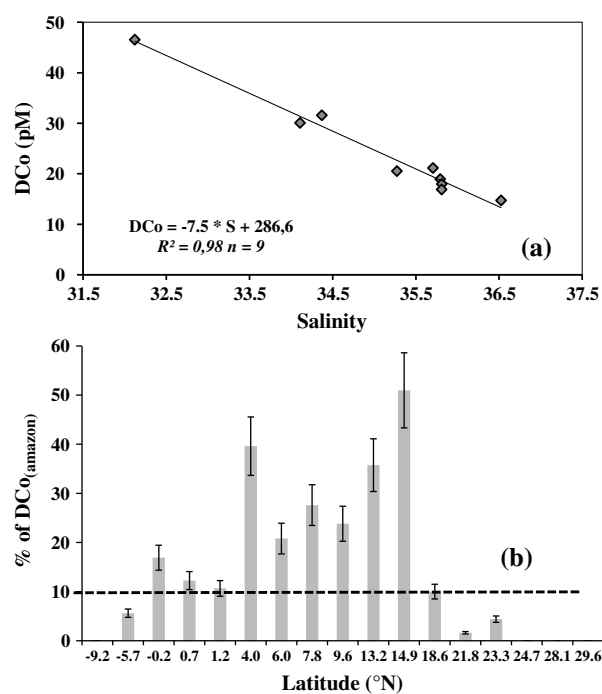 50
40
30
20
10
0
DCo (pM)
DCo = -7.5 * S + 286,6
R² = 0,98 n = 9
(a)
31.5 32.5 33.5 34.5 35.5 36.5 37.5
Salinity
60
50
40
30
20
10
0
% of DCo(amazon)
(b)
-9.2 -5.7 -0.2 0.7 1.2 4.0 6.0 7.8 9.6 13.2 14.9 18.6 21.8 23.3 24.7 28.1 29.6
Latitude (°N)